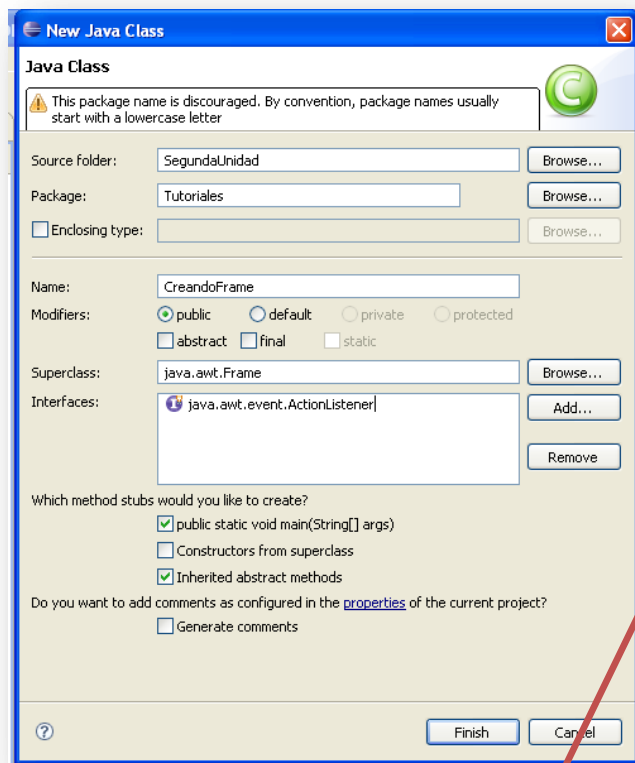 New Java Class
Java Class
This package name is discouraged. By convention, package names usually
start with a lowercase letter
Source folder: SegundaUnidad Browse...
Package: Tutoriales Browse...
Enclosing type: Browse...
Name: CreandoFrame
Modifiers: public default private protected
abstract final static
Superclass: java.awt.Frame Browse...
Interfaces: java.awt.event.ActionListener Add...
Remove
Which method stubs would you like to create?
public static void main(String[] args)
Constructors from superclass
Inherited abstract methods
Do you want to add comments as configured in the properties of the current project?
Generate comments
Finish Cancel